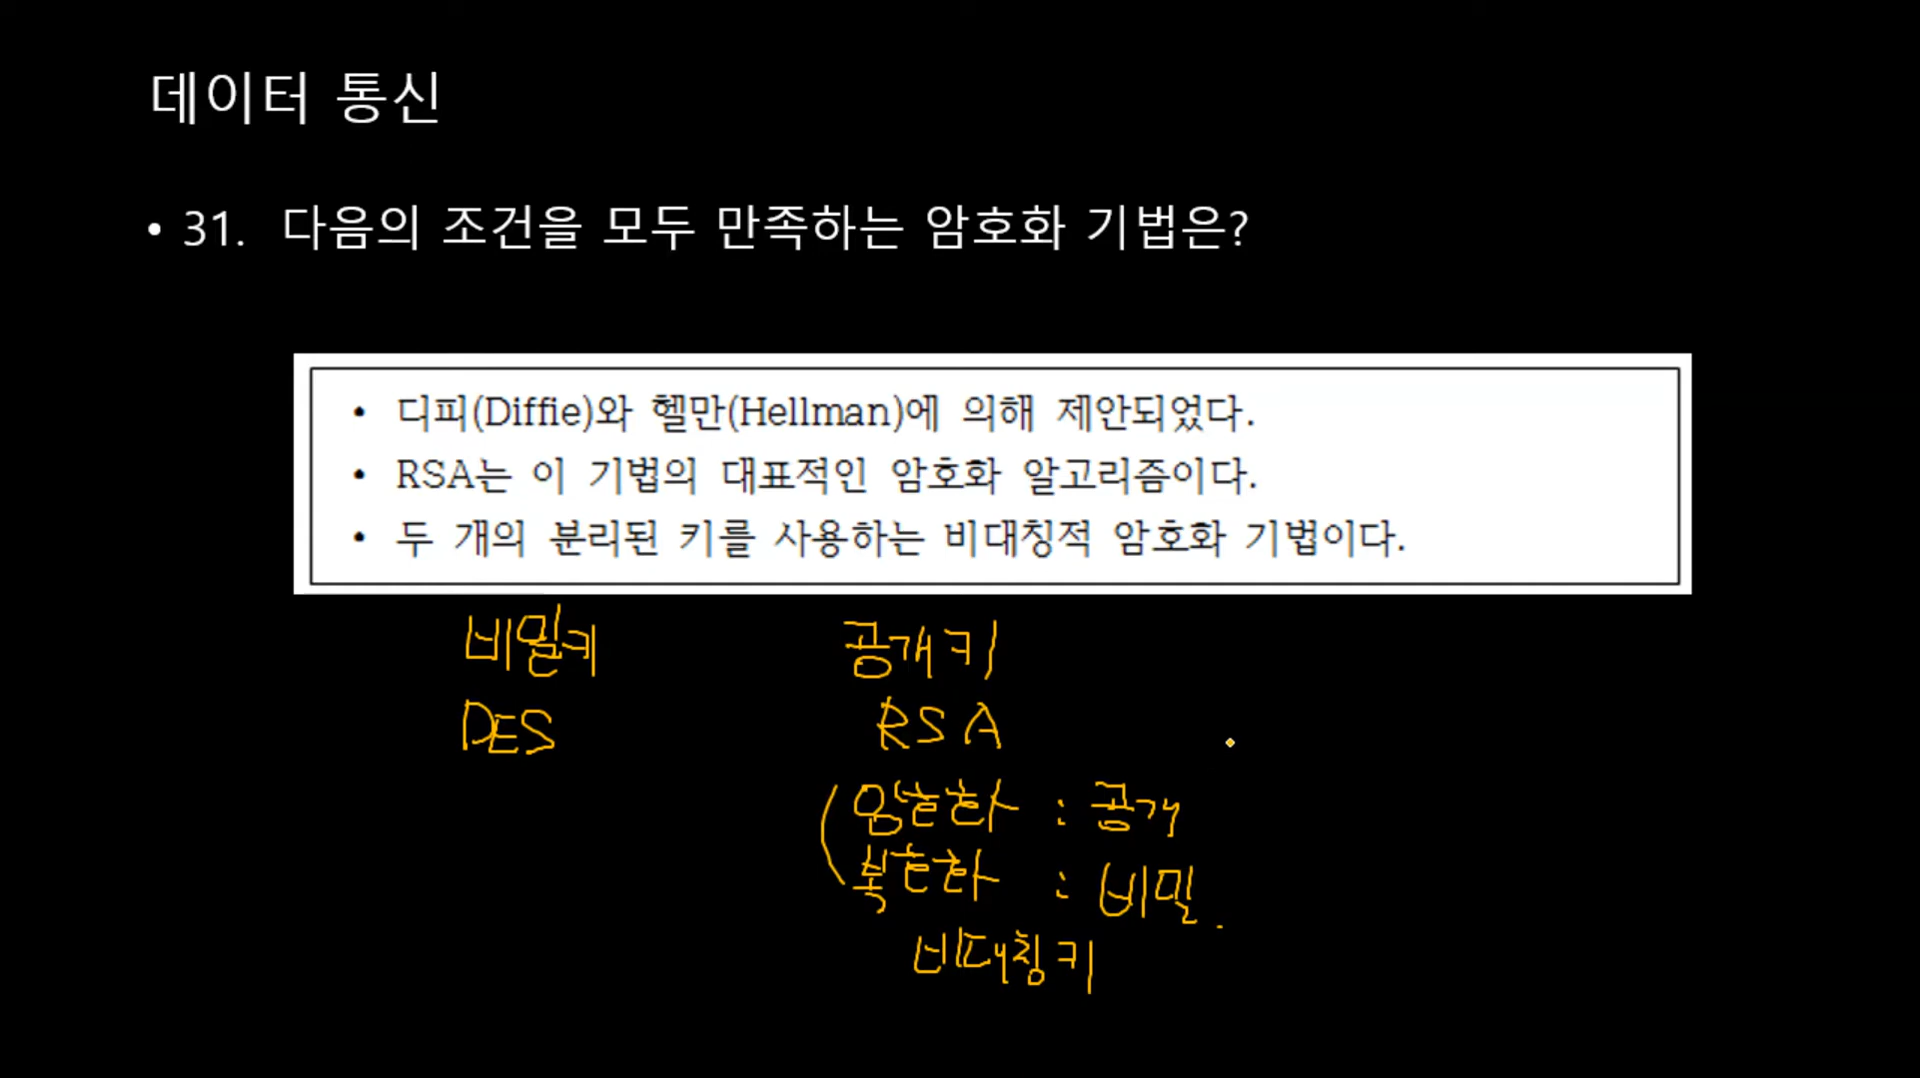 데이터 통신
• 31. 다음의 조건을 모두 만족하는 암호화 기법은?
• 디피(Diffie)와 헬만(Hellman)에 의해 제안되었다.
• RSA는 이 기법의 대표적인 암호화 알고리즘이다.
• 두 개의 분리된 키를 사용하는 비대칭적 암호화 기법이다.
비밀키 공개키
DES RSA
(암호화 : 공개
복호화 : 비밀.
비대칭키